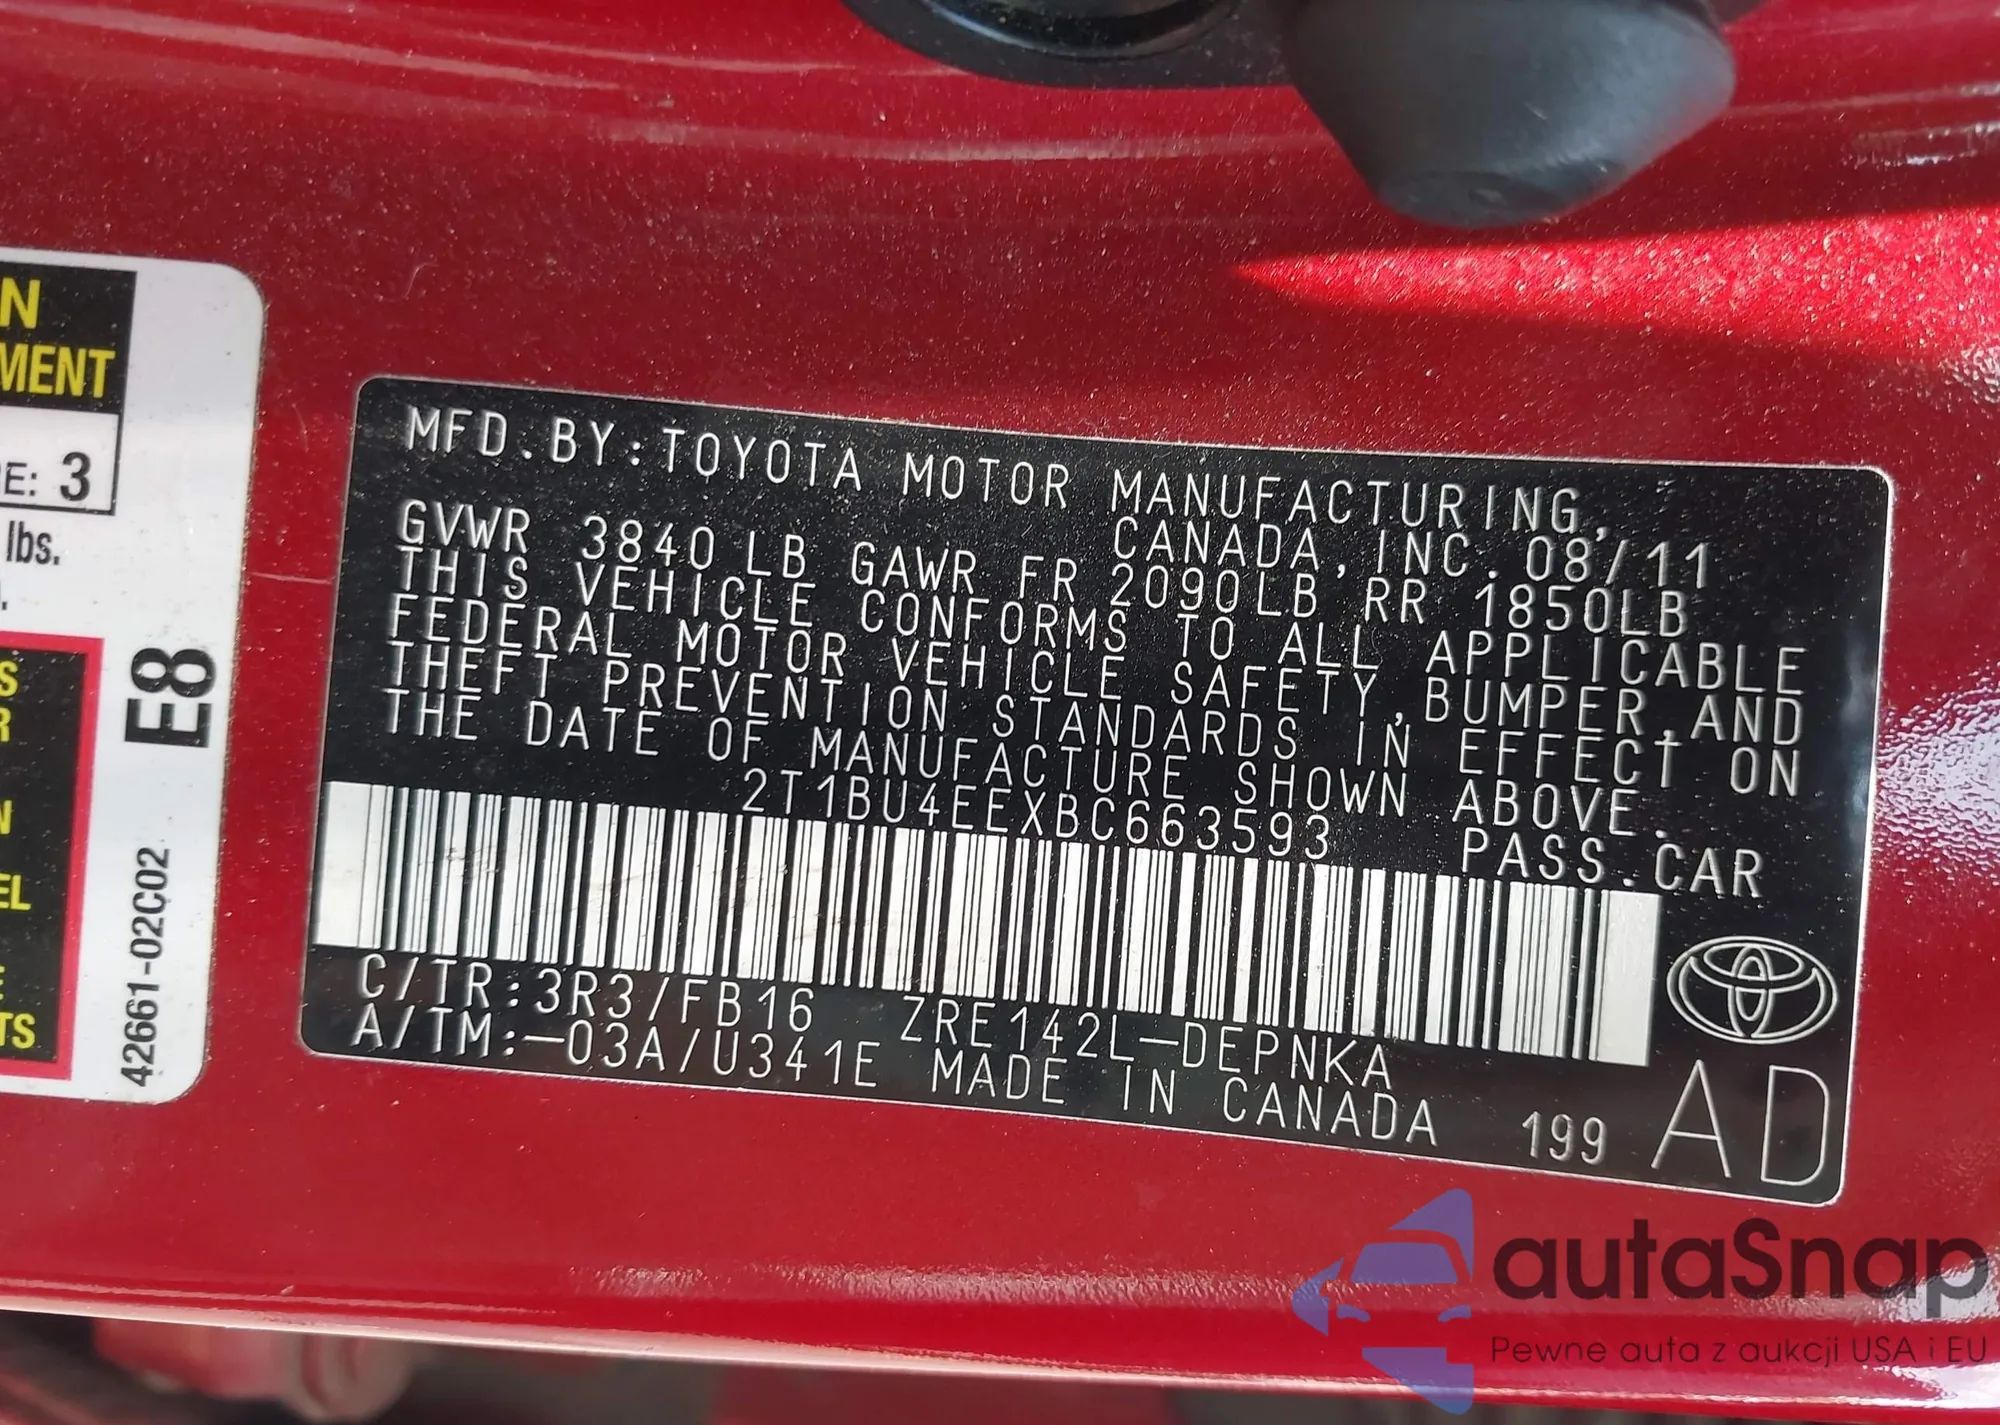 N
MENT
E: 3
lbs.
E8
S
R
N
EL
TS
42661-02C02
MFD.BY:TOYOTA MOTOR MANUFACTURING,
CANADA,INC. 08/11
GVWR 3840LB GAWR FR 2090LB RR 1850LB
THIS VEHICLE CONFORMS TO ALL APPLICABLE
FEDERAL MOTOR VEHICLE SAFETY,BUMPER,AND
THEFT PREVENTION STANDARDS IN EFFECT ON
THE DATE OF MANUFACTURE SHOWN ABOVE.
2T1BU4EEXBC663593 PASS.CAR
C/TR:3R3/FB16 ZRE142L-DEPNKA
A/TM:-03A/U341E MADE IN CANADA 199 AD
autaSnap
Pewne auta z aukcji USA i EU